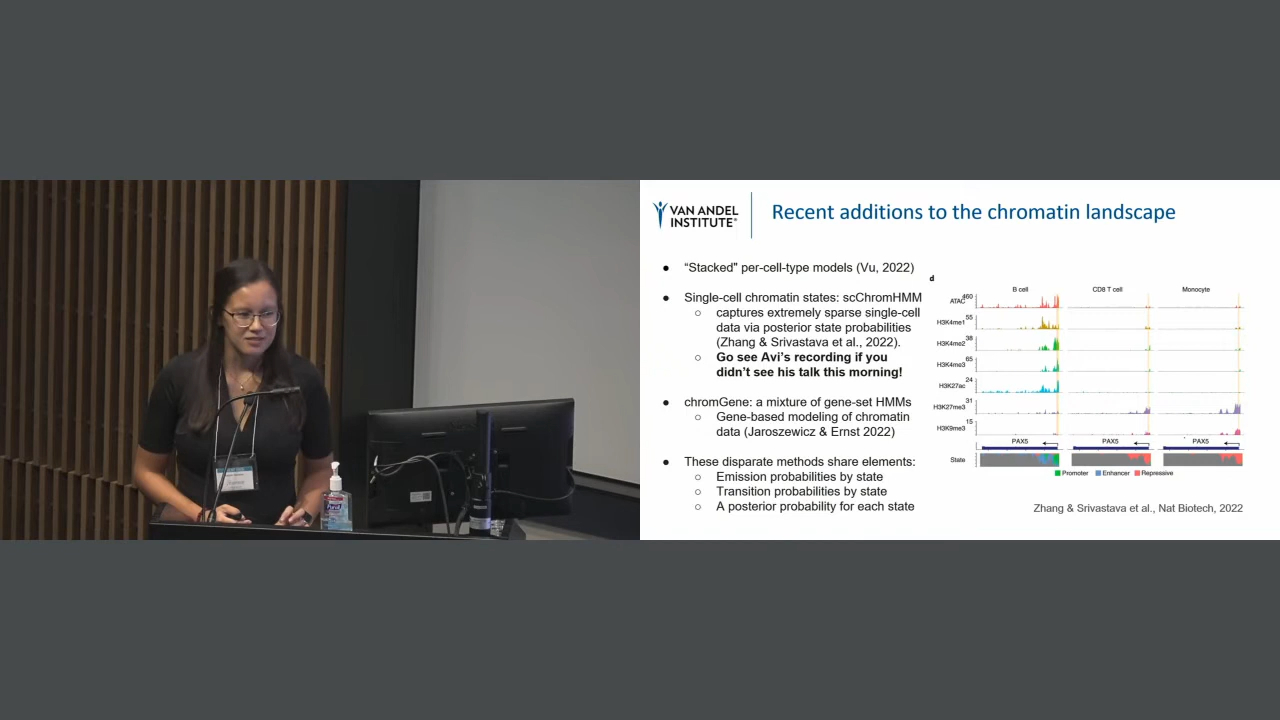 VAN ANDEL
INSTITUTE®
Recent additions to the chromatin landscape
● “Stacked” per-cell-type models (Vu, 2022)
● Single-cell chromatin states: scChromHMM
○ captures extremely sparse single-cell
data via posterior state probabilities
(Zhang & Srivastava et al., 2022).
○ Go see Avi’s recording if you
didn’t see his talk this morning!
● chromGene: a mixture of gene-set HMMs
○ Gene-based modeling of chromatin
data (Jaroszewicz & Ernst 2022)
● These disparate methods share elements:
○ Emission probabilities by state
○ Transition probabilities by state
○ A posterior probability for each state
d
B cell CD8 T cell Monocyte
460
ATAC
55
H3K4me1
38
H3K4me2
65
H3K4me3
24
H3K27ac
31
H3K27me3
15
H3K9me3
PAX5 PAX5 PAX5
State
Promoter Enhancer Repressive
Zhang & Srivastava et al., Nat Biotech, 2022